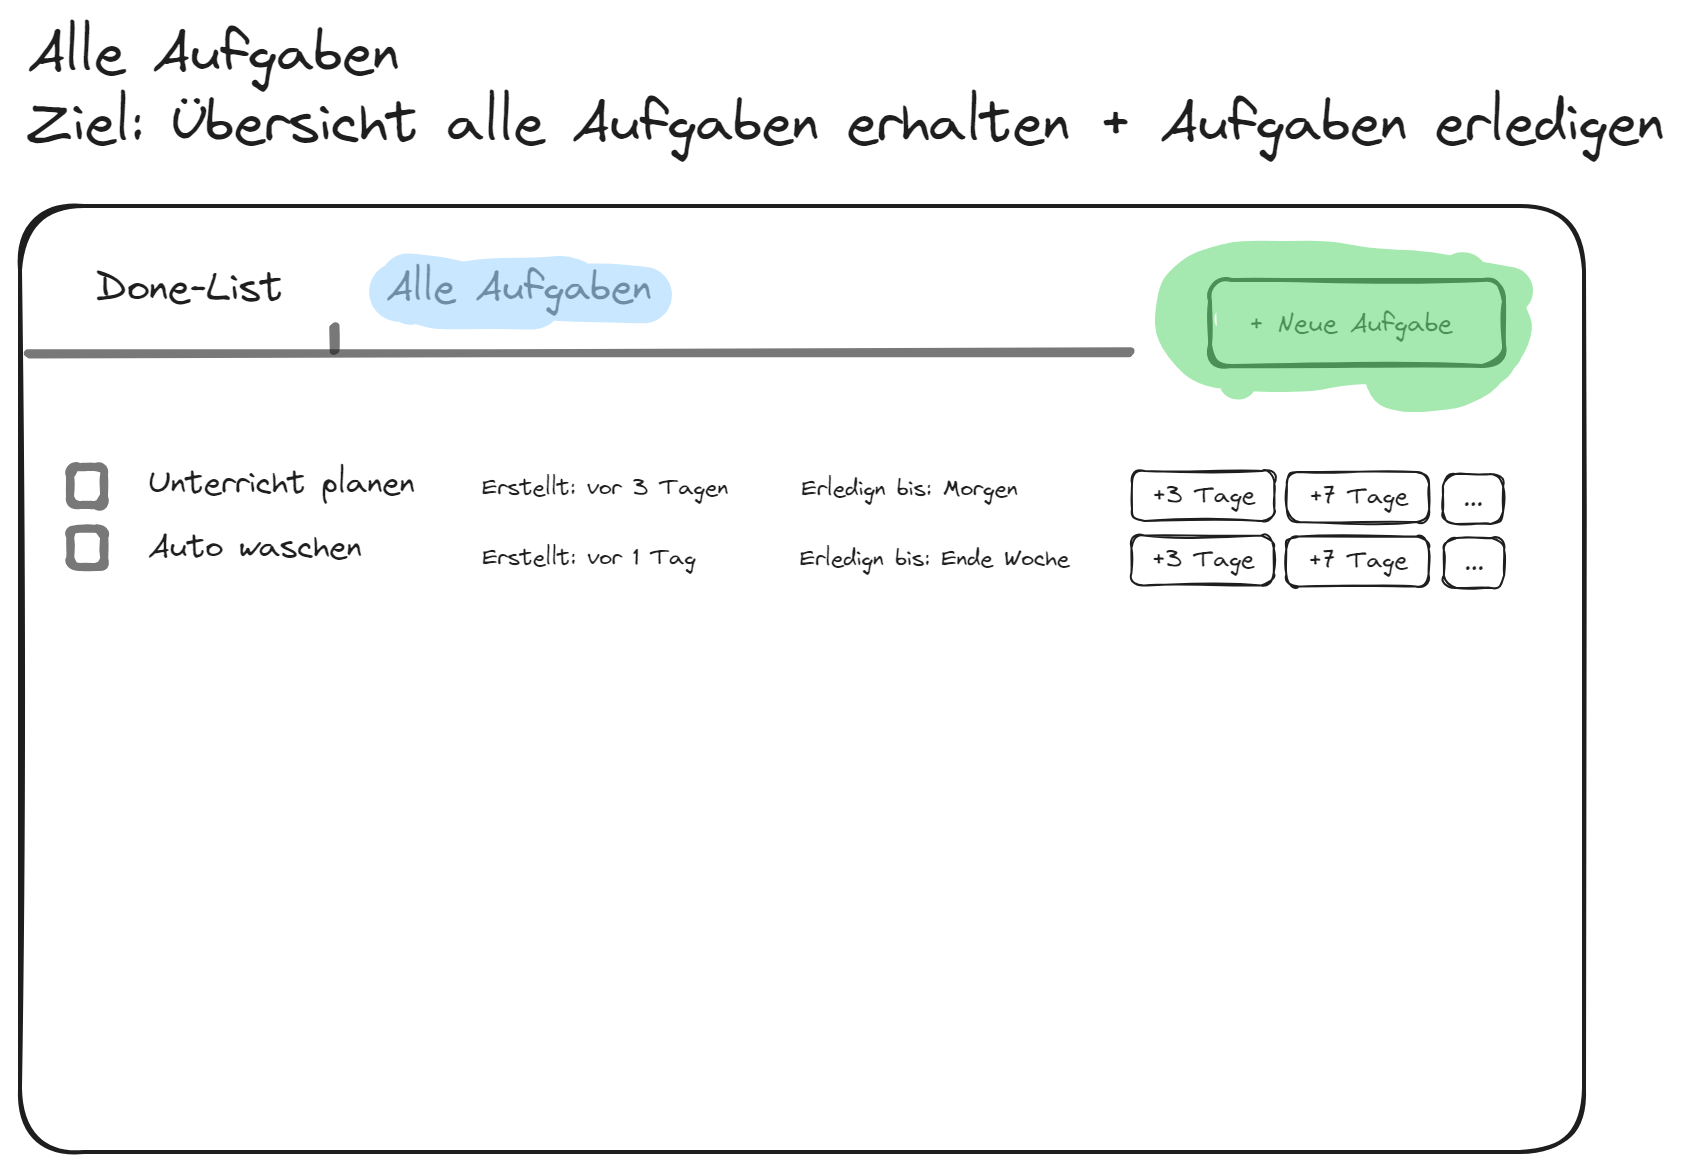 Alle Aufgaben
Ziel: Übersicht alle Aufgaben erhalten + Aufgaben erledigen
Done-List Alle Aufgaben
+ Neue Aufgabe
Unterricht planen Erstellt: vor 3 Tagen Erledign bis: Morgen +3 Tage +7 Tage ...
Auto waschen Erstellt: vor 1 Tag Erledign bis: Ende Woche +3 Tage +7 Tage ...